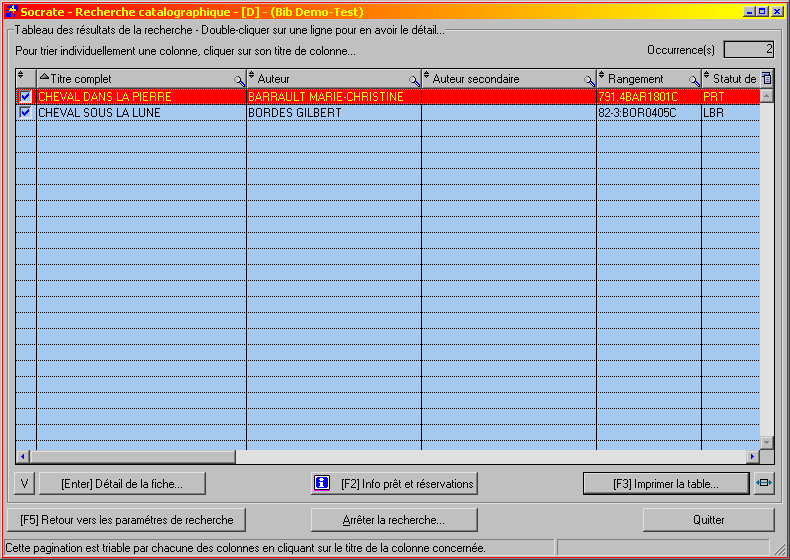 Socrate - Recherche catalographique - [D] - (Bib Demo-Test)
Tableau des résultats de la recherche - Double-cliquer sur une ligne pour en avoir le détail...
Pour trier individuellement une colonne, cliquer sur son titre de colonne...
Occurrence(s) 2
Titre complet Auteur Auteur secondaire Rangement Statut de
CHEVAL DANS LA PIERRE BARRAULT MARIE-CHRISTINE 791.4BAR1801C PRT
CHEVAL SOUS LA LUNE BORDES GILBERT 82-3:BOR0405C LBR
V [Enter] Détail de la fiche... [F2] Info prêt et réservations [F3] Imprimer la table...
[F5] Retour vers les paramétres de recherche Arrêter la recherche... Quitter
Cette pagination est triable par chacune des colonnes en cliquant sur le titre de la colonne concernée.